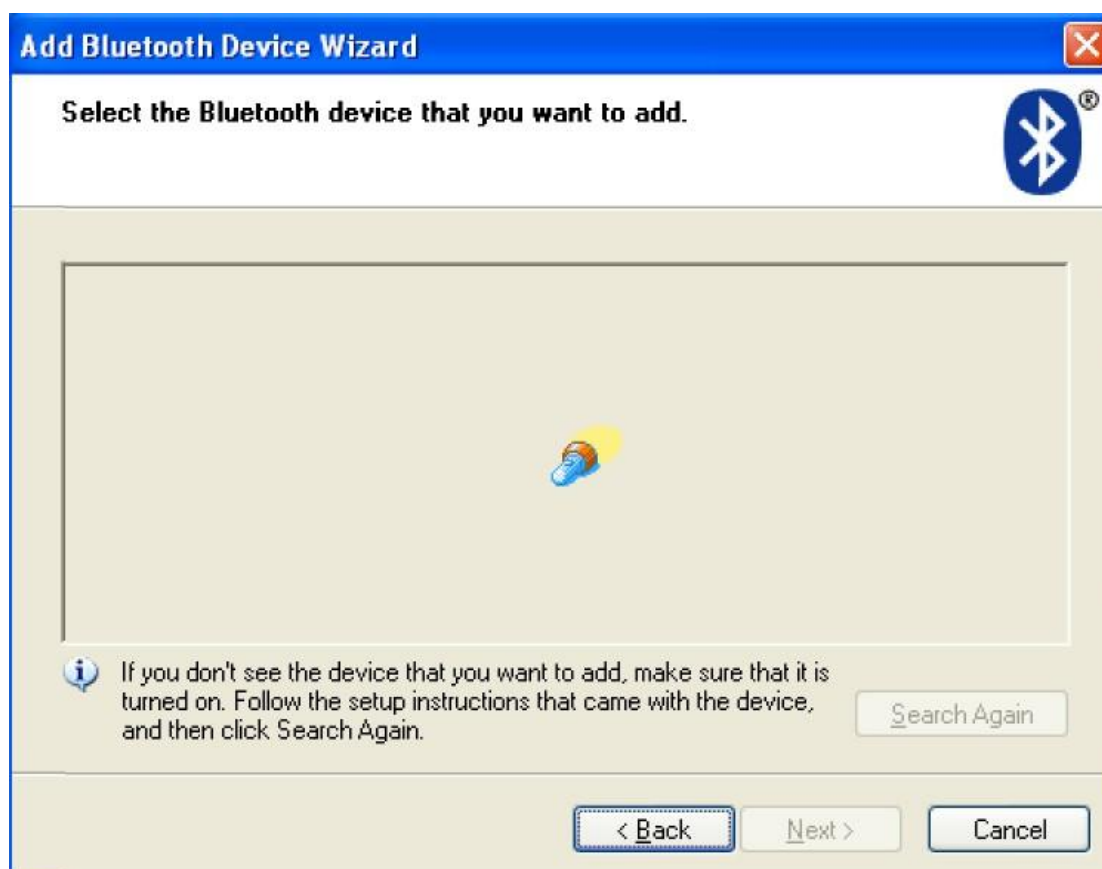 Add Bluetooth Device Wizard
Select the Bluetooth device that you want to add.
®
If you don't see the device that you want to add, make sure that it is
turned on. Follow the setup instructions that came with the device,
and then click Search Again.
Search Again
< Back
Next >
Cancel